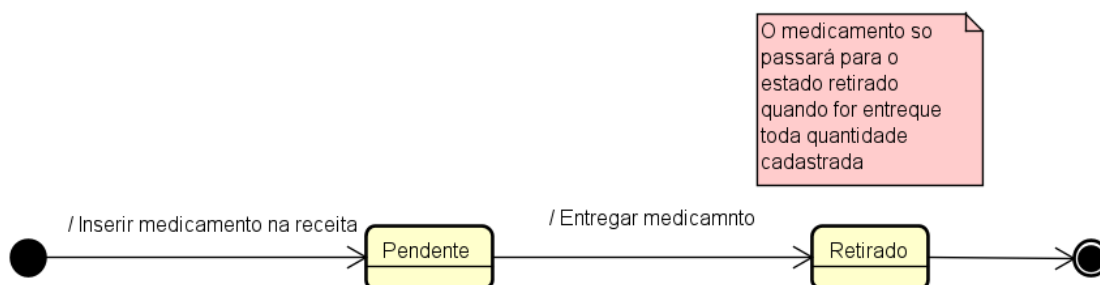 O medicamento so
passará para o
estado retirado
quando for entreque
toda quantidade
cadastrada
/ Inserir medicamento na receita
/ Entregar medicamnto
Pendente
Retirado